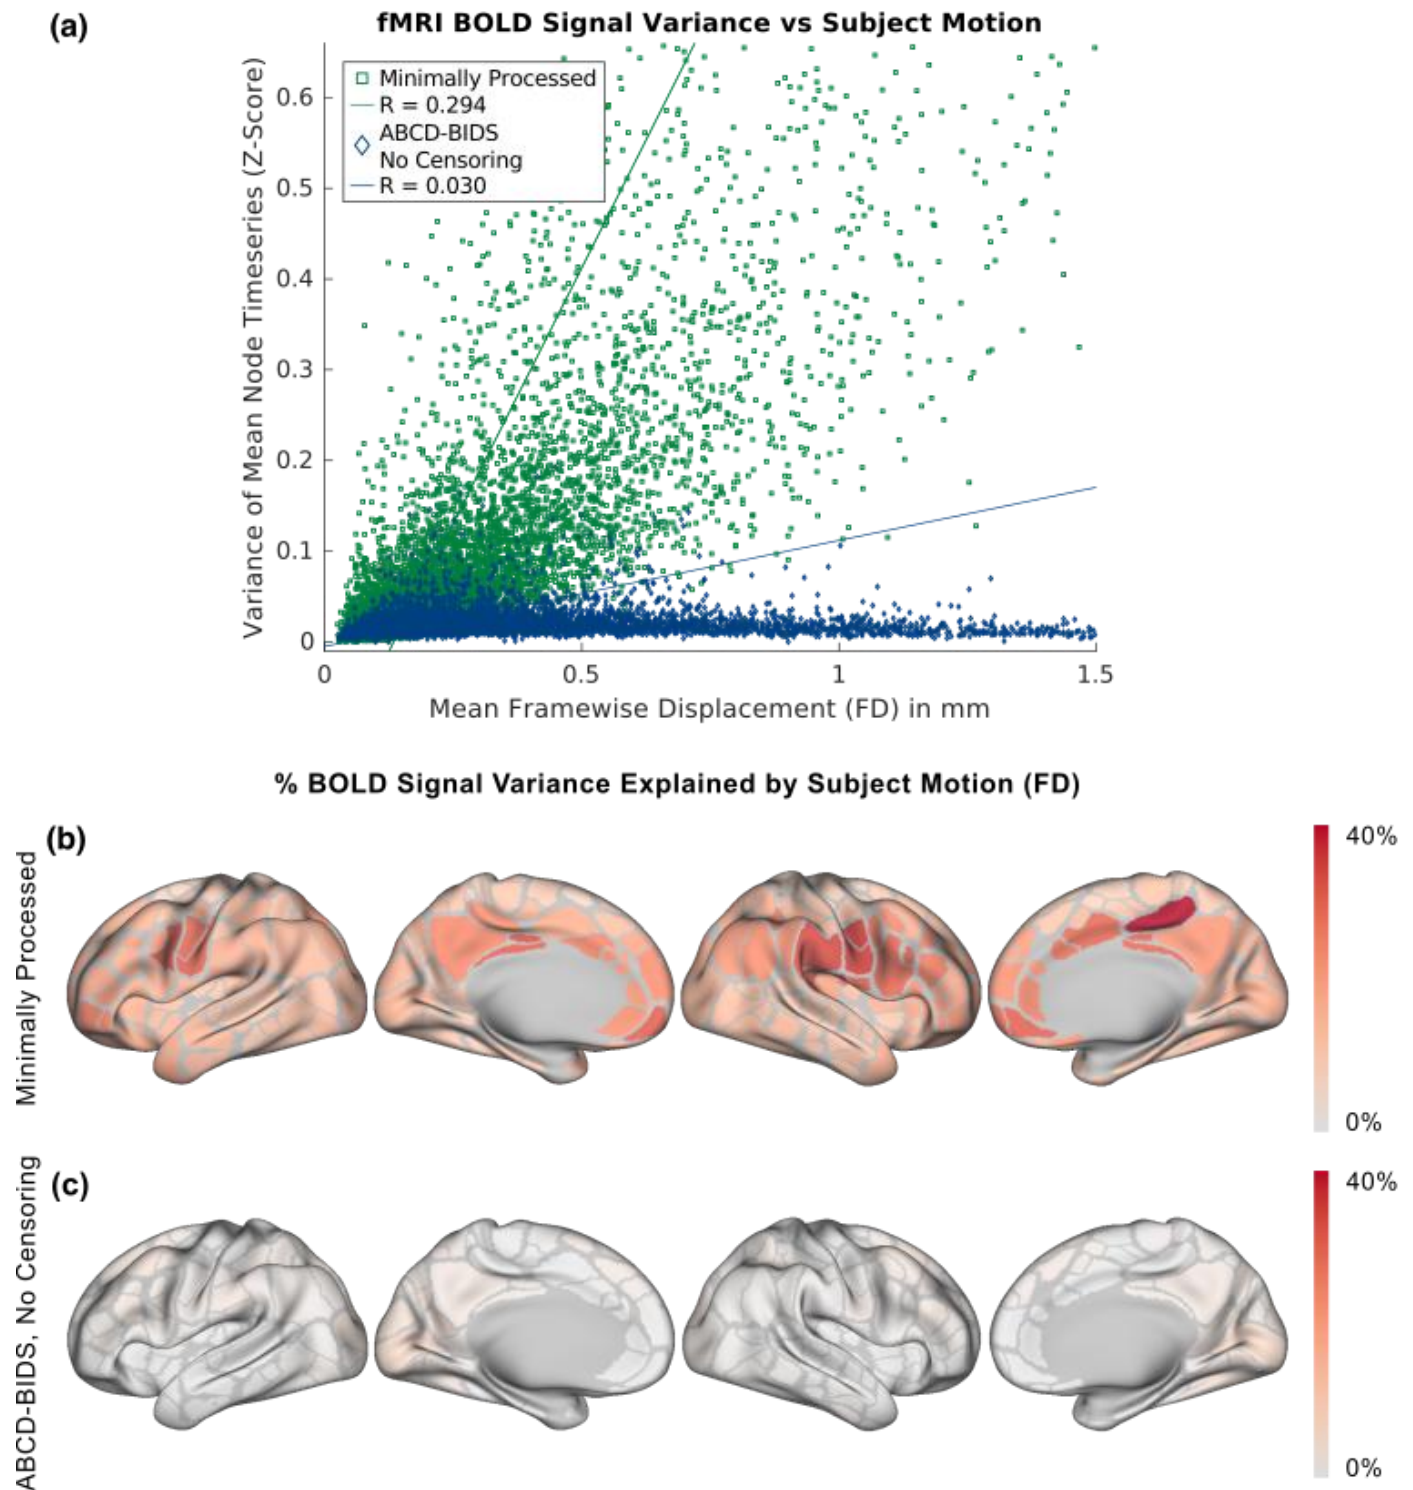 (a)
fMRI BOLD Signal Variance vs Subject Motion
Variance of Mean Node Timeseries (Z-Score)
0.6
0.5
0.4
0.3
0.2
0.1
0
Minimally Processed
R = 0.294
ABCD-BIDS
No Censoring
R = 0.030
0
0.5
1
1.5
Mean Framewise Displacement (FD) in mm
% BOLD Signal Variance Explained by Subject Motion (FD)
(b)
Minimally Processed
40%
0%
(c)
ABCD-BIDS, No Censoring
40%
0%